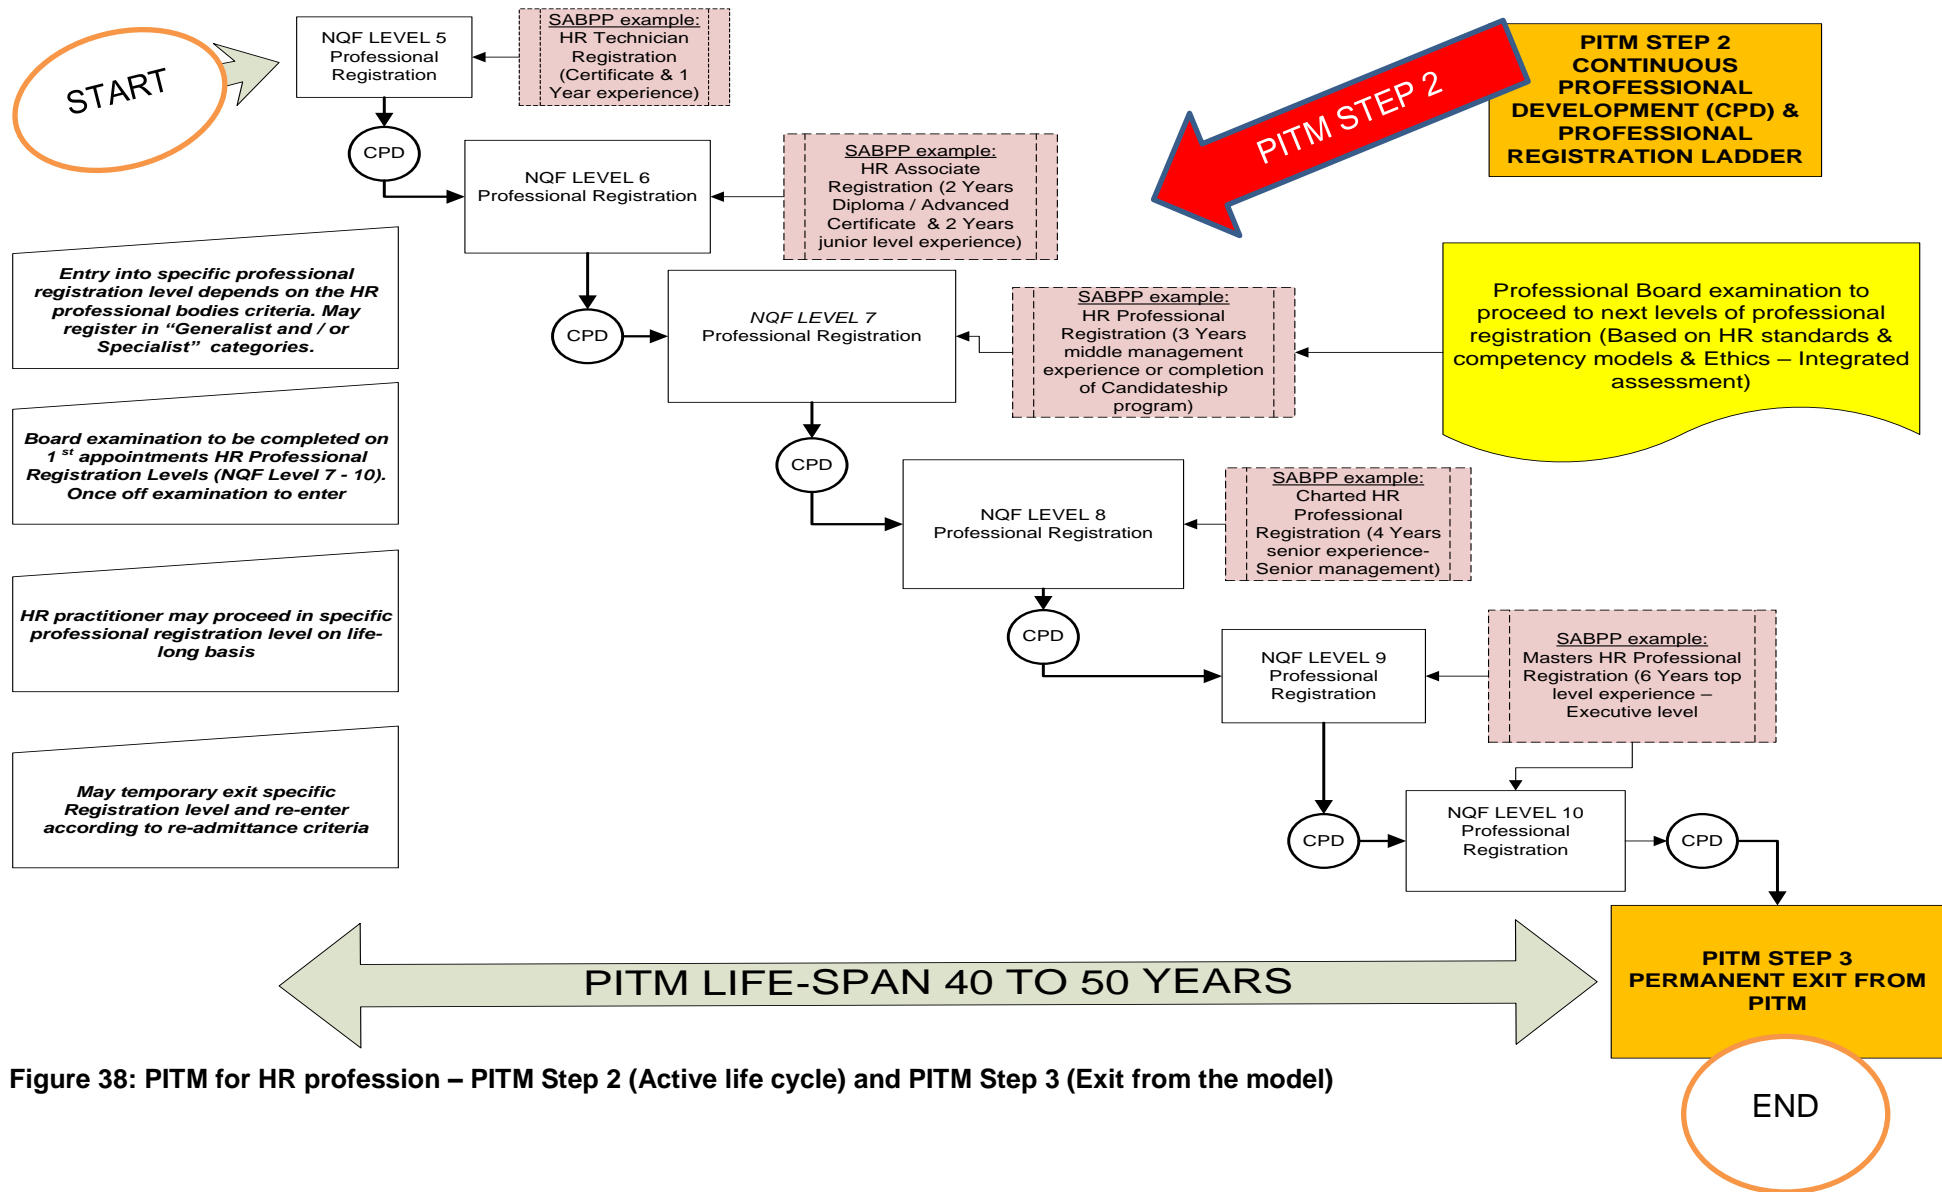 START
NQF LEVEL 5
Professional
Registration
SABPP example:
HR Technician
Registration
(Certificate & 1
Year experience)
PITM STEP 2
PITM STEP 2
CONTINUOUS
PROFESSIONAL
DEVELOPMENT (CPD) &
PROFESSIONAL
REGISTRATION LADDER
CPD
NQF LEVEL 6
Professional Registration
SABPP example:
HR Associate
Registration (2 Years
Diploma / Advanced
Certificate & 2 Years
junior level experience)
Entry into specific professional
registration level depends on the HR
professional bodies criteria. May
register in “Generalist and / or
Specialist” categories.
CPD
NQF LEVEL 7
Professional Registration
SABPP example:
HR Professional
Registration (3 Years
middle management
experience or completion
of Candidateship
program)
Professional Board examination to
proceed to next levels of professional
registration (Based on HR standards &
competency models & Ethics – Integrated
assessment)
Board examination to be completed on
1 st appointments HR Professional
Registration Levels (NQF Level 7 - 10).
Once off examination to enter
CPD
NQF LEVEL 8
Professional Registration
SABPP example:
Charted HR
Professional
Registration (4 Years
senior experience-
Senior management)
HR practitioner may proceed in specific
professional registration level on life-
long basis
CPD
NQF LEVEL 9
Professional
Registration
SABPP example:
Masters HR Professional
Registration (6 Years top
level experience –
Executive level
May temporary exit specific
Registration level and re-enter
according to re-admittance criteria
CPD
NQF LEVEL 10
Professional
Registration
CPD
PITM LIFE-SPAN 40 TO 50 YEARS
PITM STEP 3
PERMANENT EXIT FROM
PITM
Figure 38: PITM for HR profession – PITM Step 2 (Active life cycle) and PITM Step 3 (Exit from the model)
END